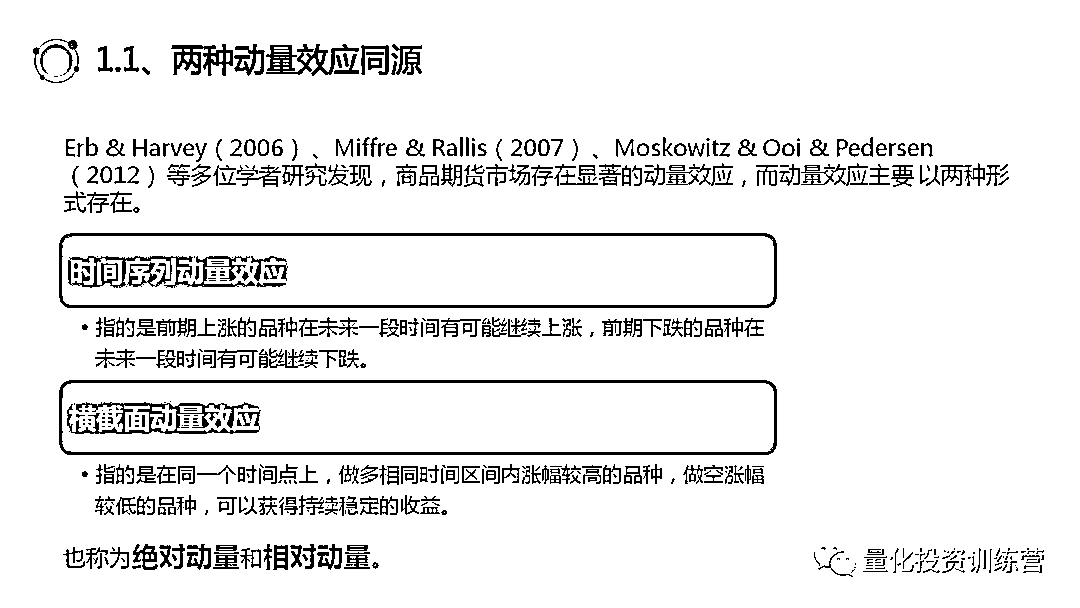 1.1、两种动量效应同源
Erb & Harvey（2006）、Miffre & Rallis（2007）、Moskowitz & Ooi & Pedersen
（2012）等多位学者研究发现，商品期货市场存在显著的动量效应，而动量效应主要以两种形
式存在。
时间序列动量效应
•指的是前期上涨的品种在未来一段时间有可能继续上涨，前期下跌的品种在
未来一段时间有可能继续下跌。
横截面动量效应
•指的是在同一个时间点上，做多相同时间区间内涨幅较高的品种，做空涨幅
较低的品种，可以获得持续稳定的收益。
也称为绝对动量和相对动量。
量化投资训练营